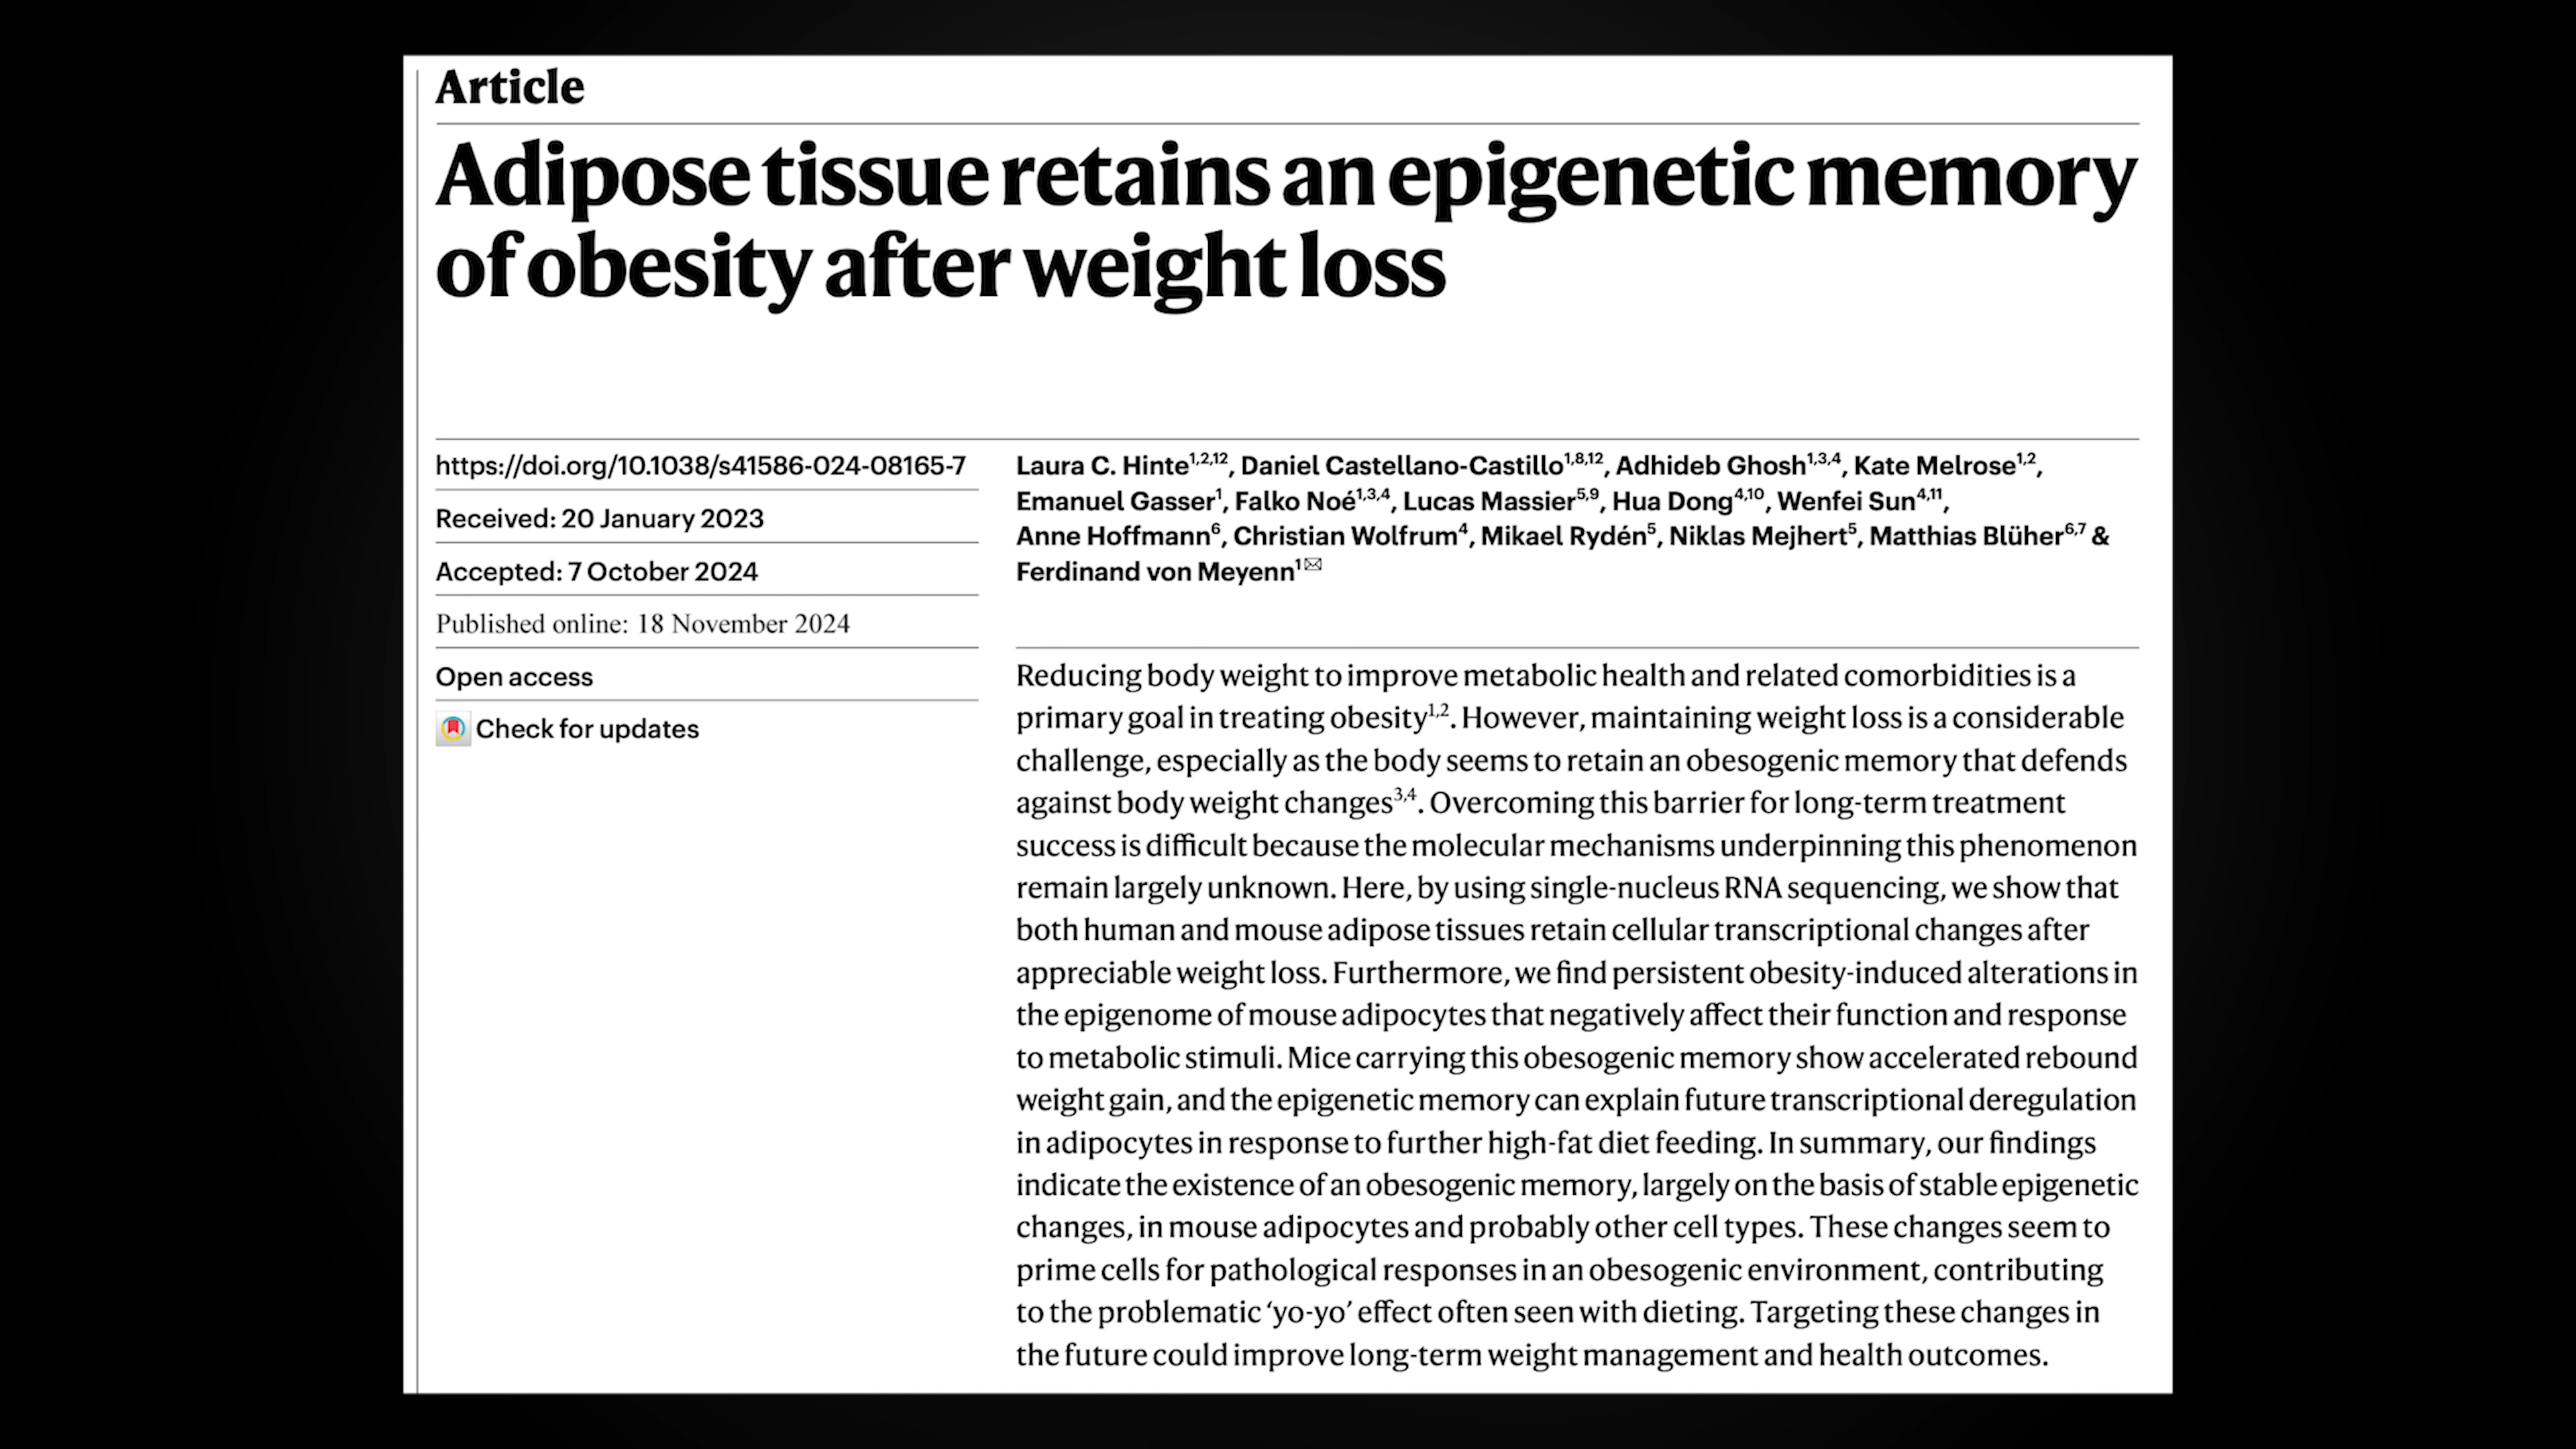 Article
Adipose tissue retains an epigenetic memory
of obesity after weight loss
https://doi.org/10.1038/s41586-024-08165-7
Received: 20 January 2023
Accepted: 7 October 2024
Published online: 18 November 2024
Open access
Check for updates
Laura C. Hinte1,2,12, Daniel Castellano-Castillo1,8,12, Adhideb Ghosh1,3,4, Kate Melrose1,2,
Emanuel Gasser1, Falko Noé1,3,4, Lucas Massier5,9, Hua Dong4,10, Wenfei Sun4,11,
Anne Hoffmann6, Christian Wolfrum4, Mikael Rydén5, Niklas Mejhert5, Matthias Blüher6,7 &
Ferdinand von Meyenn1✉
Reducing body weight to improve metabolic health and related comorbidities is a
primary goal in treating obesity1,2. However, maintaining weight loss is a considerable
challenge, especially as the body seems to retain an obesogenic memory that defends
against body weight changes3,4. Overcoming this barrier for long-term treatment
success is difficult because the molecular mechanisms underpinning this phenomenon
remain largely unknown. Here, by using single-nucleus RNA sequencing, we show that
both human and mouse adipose tissues retain cellular transcriptional changes after
appreciable weight loss. Furthermore, we find persistent obesity-induced alterations in
the epigenome of mouse adipocytes that negatively affect their function and response
to metabolic stimuli. Mice carrying this obesogenic memory show accelerated rebound
weight gain, and the epigenetic memory can explain future transcriptional deregulation
in adipocytes in response to further high-fat diet feeding. In summary, our findings
indicate the existence of an obesogenic memory, largely on the basis of stable epigenetic
changes, in mouse adipocytes and probably other cell types. These changes seem to
prime cells for pathological responses in an obesogenic environment, contributing
to the problematic ‘yo-yo’ effect often seen with dieting. Targeting these changes in
the future could improve long-term weight management and health outcomes.